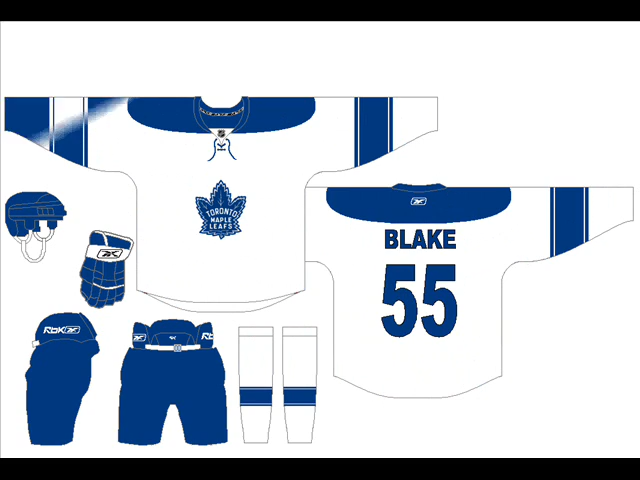 TORONTO
MAPLE
LEAFS
BLAKE
55
RbK
RbK